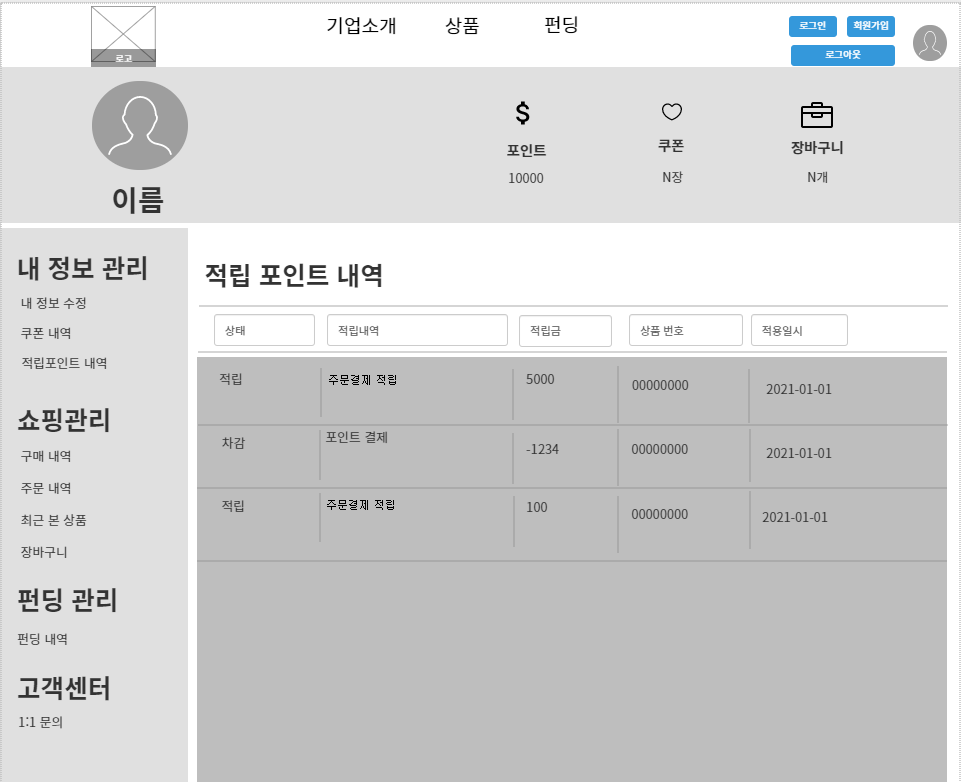 기업소개 상품 펀딩
로그인 회원가입
로고
로그아웃
$
포인트 쿠폰 장바구니
10000 N장 N개
이름
내 정보 관리
내 정보 수정
쿠폰 내역
적립포인트 내역
쇼핑관리
구매 내역
주문 내역
최근 본 상품
장바구니
펀딩 관리
펀딩 내역
고객센터
1:1 문의
적립 포인트 내역
상태 적립내역 적립금 상품 번호 적용일시
적립 주문결제 적립 5000 00000000 2021-01-01
차감 포인트 결제 -1234 00000000 2021-01-01
적립 주문결제 적립 100 00000000 2021-01-01